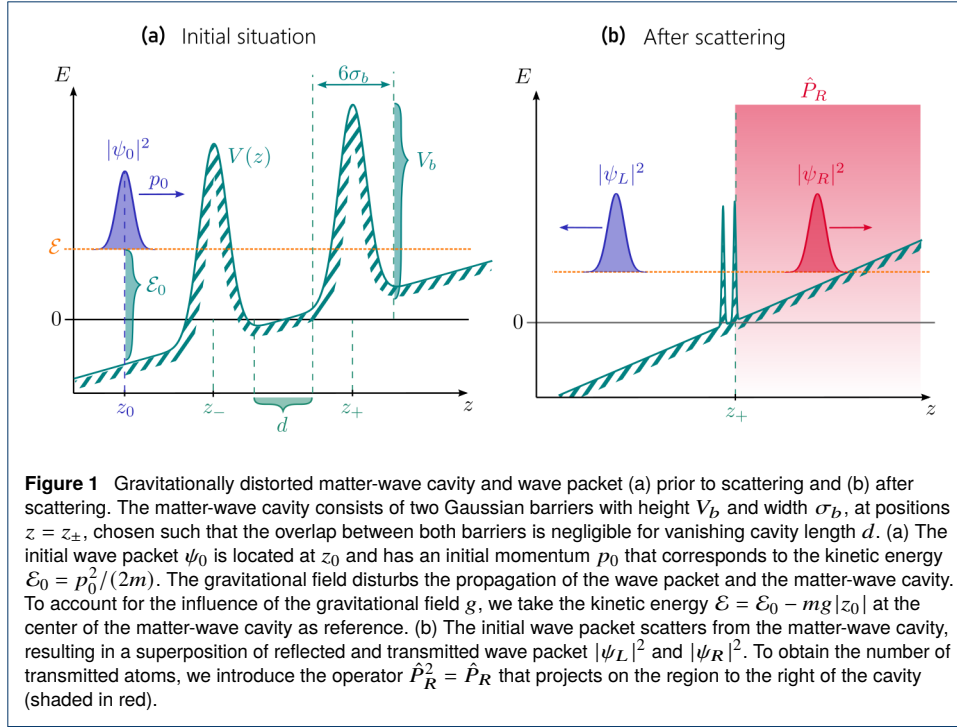 (a) Initial situation
(b) After scattering
E
6σ_b
|ψ_0|^2
p_0
V(z)
V_b
ℰ
ℰ_0
0
z_0
z_-
d
z_+
z
E
P̂_R
|ψ_L|^2
|ψ_R|^2
0
z_+
z
Figure 1 Gravitationally distorted matter-wave cavity and wave packet (a) prior to scattering and (b) after
scattering. The matter-wave cavity consists of two Gaussian barriers with height V_b and width σ_b, at positions
z = z_±, chosen such that the overlap between both barriers is negligible for vanishing cavity length d. (a) The
initial wave packet ψ_0 is located at z_0 and has an initial momentum p_0 that corresponds to the kinetic energy
ℰ_0 = p_0^2/(2m). The gravitational field disturbs the propagation of the wave packet and the matter-wave cavity.
To account for the influence of the gravitational field g, we take the kinetic energy ℰ = ℰ_0 − mg|z_0| at the
center of the matter-wave cavity as reference. (b) The initial wave packet scatters from the matter-wave cavity,
resulting in a superposition of reflected and transmitted wave packet |ψ_L|^2 and |ψ_R|^2. To obtain the number of
transmitted atoms, we introduce the operator P̂_R^2 = P̂_R that projects on the region to the right of the cavity
(shaded in red).